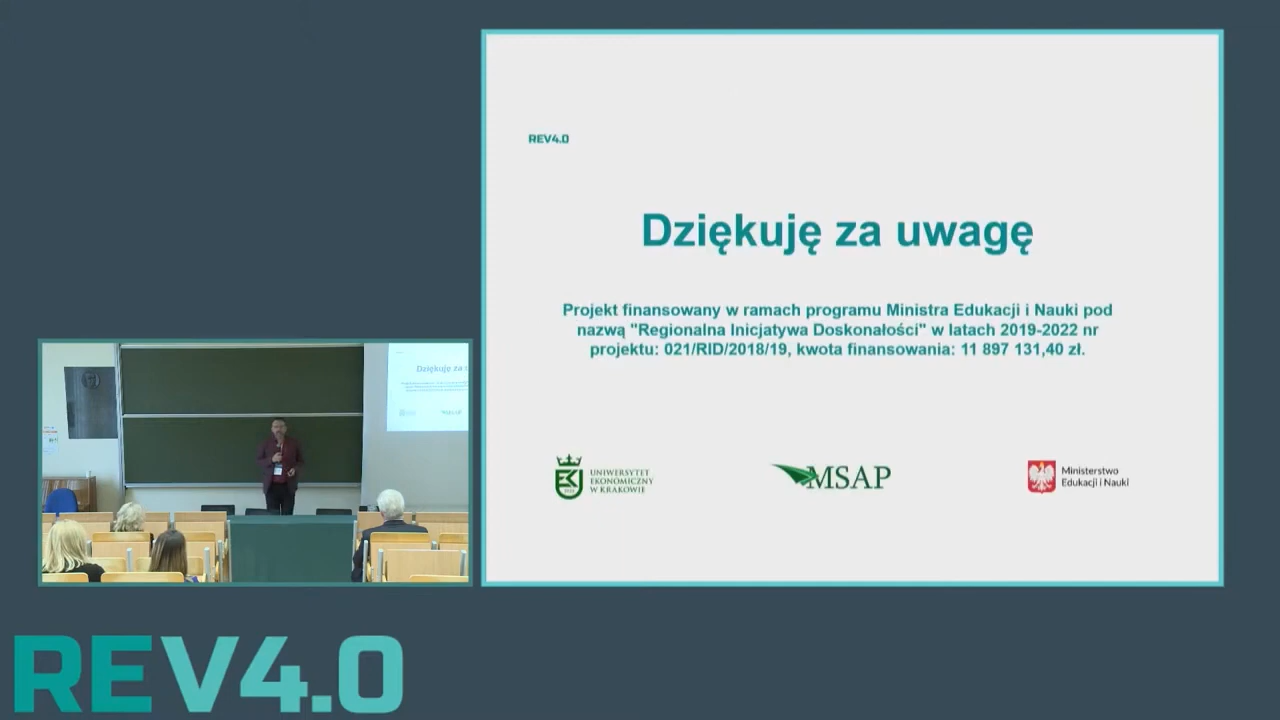 REV4.0
Dziękuję za uwagę
Projekt finansowany w ramach programu Ministra Edukacji i Nauki pod
nazwą "Regionalna Inicjatywa Doskonałości" w latach 2019-2022 nr
projektu: 021/RID/2018/19, kwota finansowania: 11 897 131,40 zł.
UNIWERSYTET
EKONOMICZNY
W KRAKOWIE
MSAP
Ministerstwo
Edukacji i Nauki
Dziękuję za
REV4.0